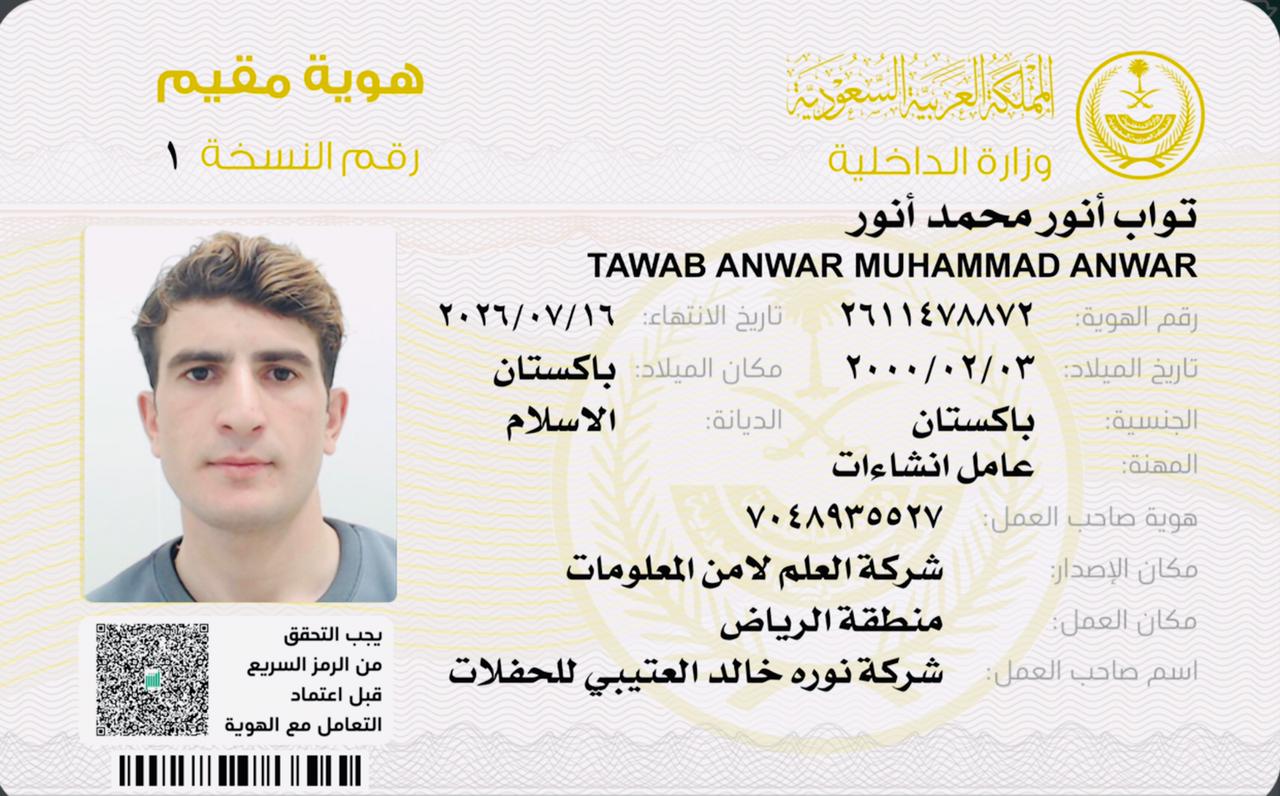 المملكة العربية السعودية
وزارة الداخلية
هوية مقيم
رقم النسخة ١
تواب أنور محمد أنور
TAWAB ANWAR MUHAMMAD ANWAR
رقم الهوية: ٢٦١١٤٧٨٨٧٢ تاريخ الانتهاء: ٢٠٢٦/٠٧/١٦
تاريخ الميلاد: ٢٠٠٠/٠٢/٠٣ مكان الميلاد: باكستان
الجنسية: باكستان الديانة: الاسلام
المهنة: عامل انشاءات
هوية صاحب العمل: ٧٠٤٨٩٣٥٥٢٧
مكان الإصدار: شركة العلم لامن المعلومات
مكان العمل: منطقة الرياض
اسم صاحب العمل: شركة نوره خالد العتيبي للحفلات
يجب التحقق
من الرمز السريع
قبل اعتماد
التعامل مع الهوية